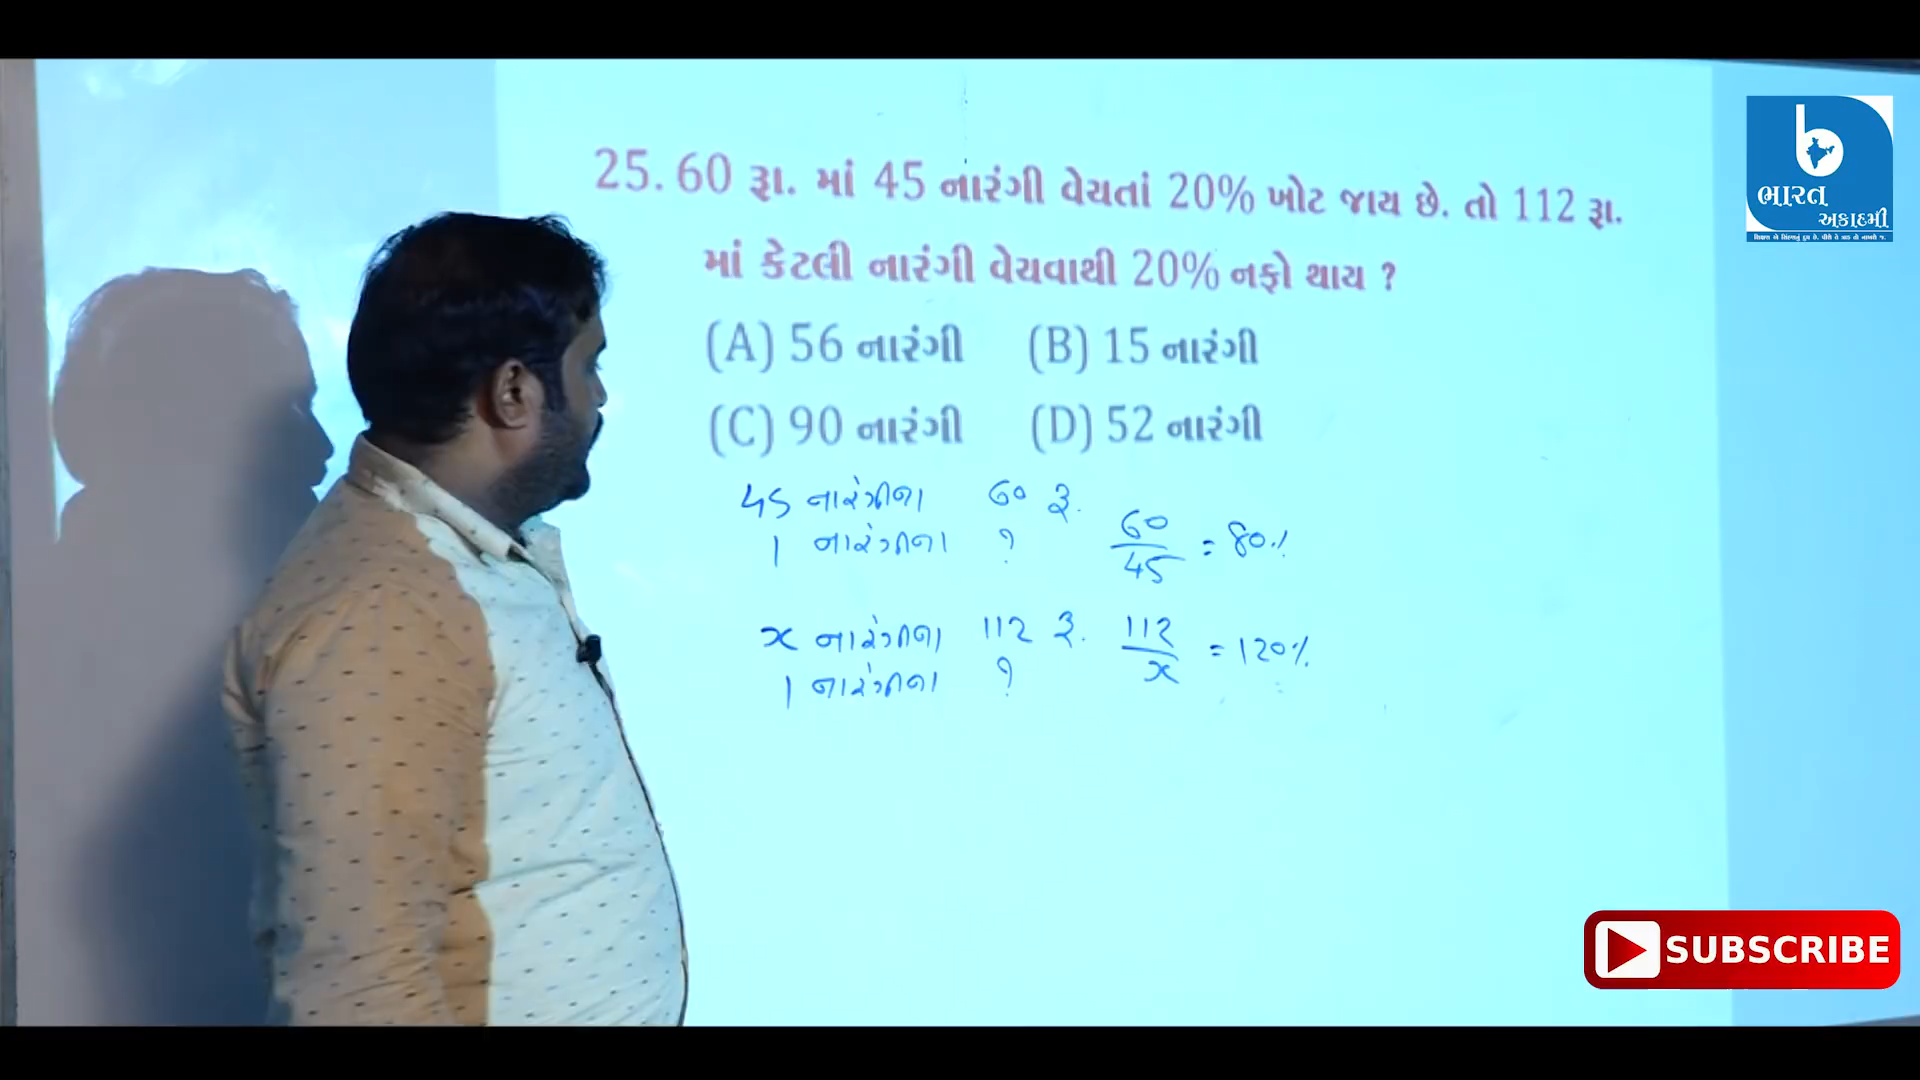 25. 60 રૂા. માં 45 નારંગી વેચતાં 20% ખોટ જાય છે. તો 112 રૂા.
માં કેટલી નારંગી વેચવાથી 20% નફો થાય ?
(A) 56 નારંગી (B) 15 નારંગી
(C) 90 નારંગી (D) 52 નારંગી
45 નારંગીના 60 રૂ.
1 નારંગીના ? 60/45 = 80%
x નારંગીના 112 રૂ. 112/x = 120%
1 નારંગીના ?
ભારત
અકાદમી
SUBSCRIBE